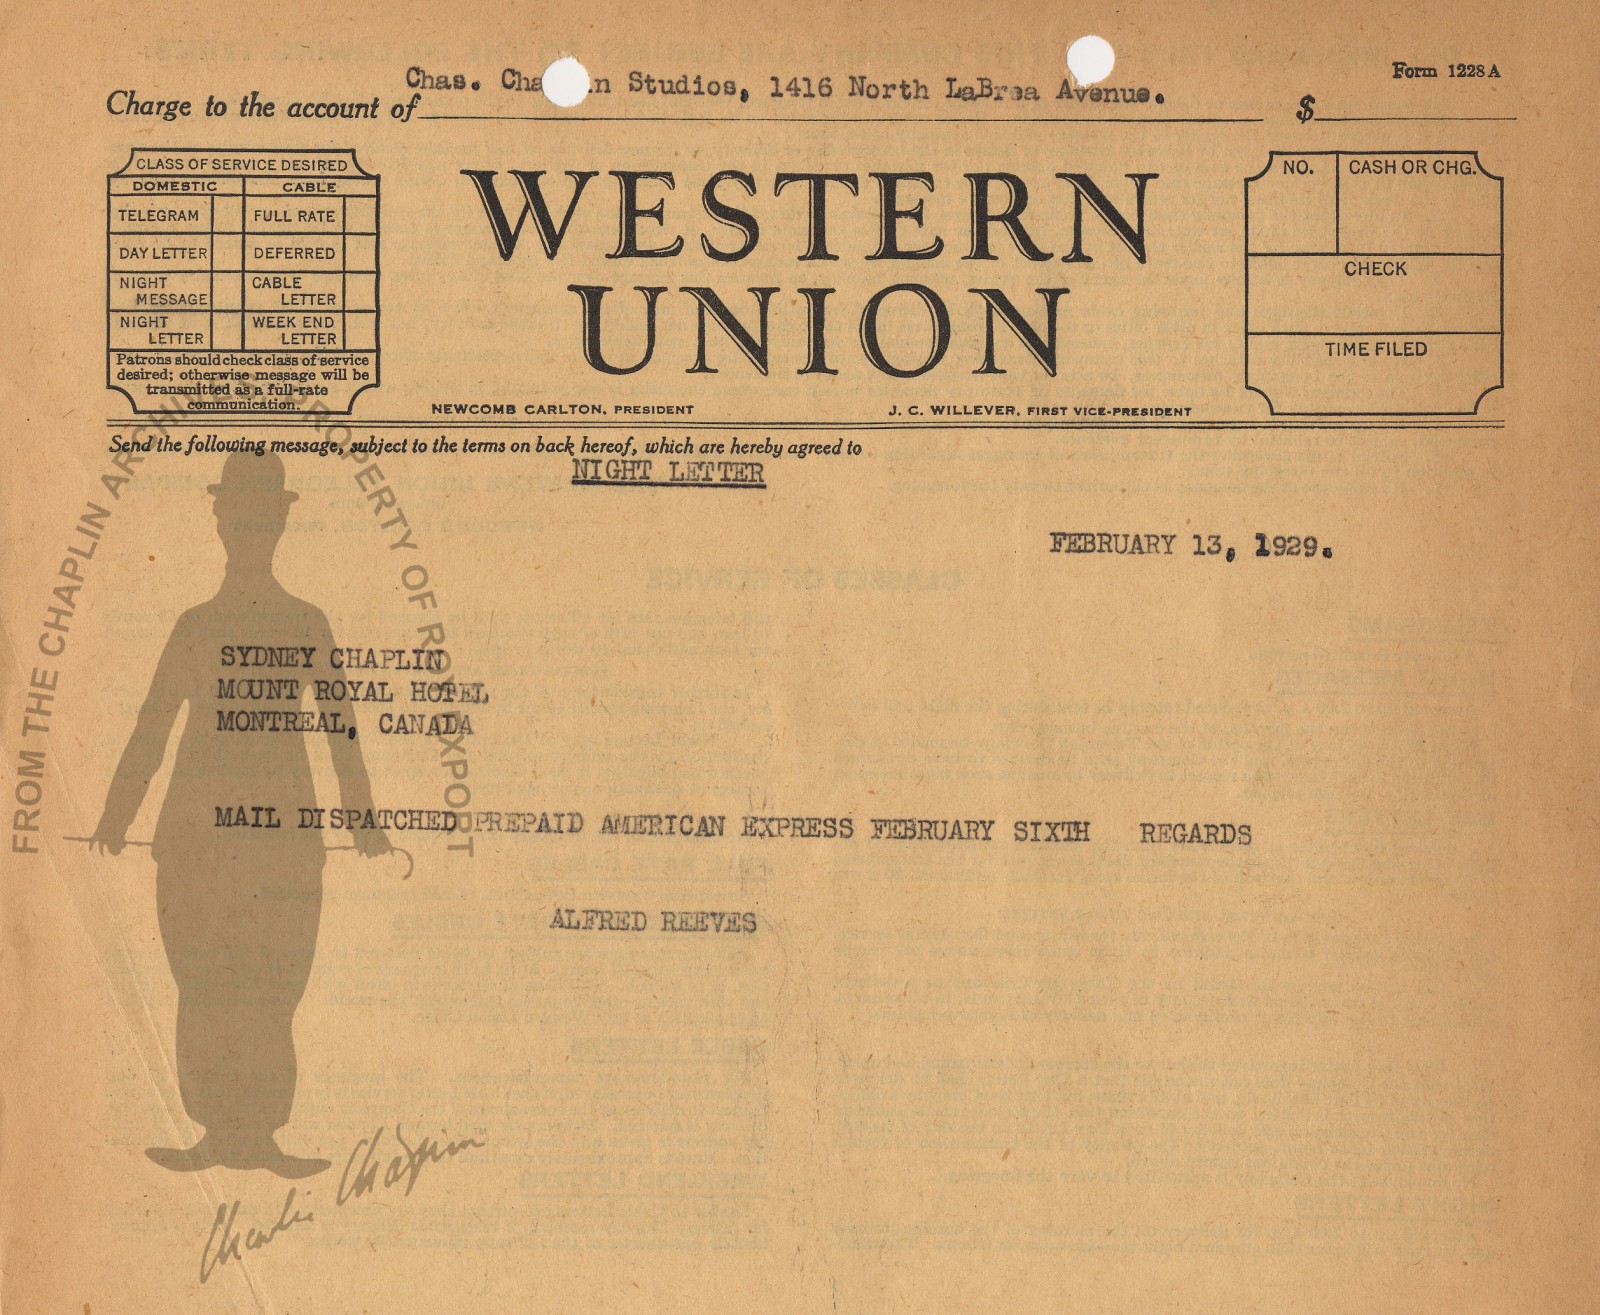 Form 1228 A
Chas. Cha in Studios, 1416 North LaBrea Avenue.
Charge to the account of $
CLASS OF SERVICE DESIRED
DOMESTIC CABLE
TELEGRAM FULL RATE
DAY LETTER DEFERRED
NIGHT MESSAGE CABLE LETTER
NIGHT LETTER WEEK END LETTER
Patrons should check class of service
desired; otherwise message will be
transmitted as a full-rate
communication.
WESTERN
UNION
NO. CASH OR CHG.
CHECK
TIME FILED
NEWCOMB CARLTON, PRESIDENT J. C. WILLEVER, FIRST VICE-PRESIDENT
Send the following message, subject to the terms on back hereof, which are hereby agreed to
NIGHT LETTER
FEBRUARY 13, 1929.
SYDNEY CHAPLIN
MOUNT ROYAL HOTEL
MONTREAL, CANADA
MAIL DISPATCHED PREPAID AMERICAN EXPRESS FEBRUARY SIXTH REGARDS
ALFRED REEVES
FROM THE CHAPLIN ARCHIVES. PROPERTY OF ROY EXPORT
Charlie Chaplin™